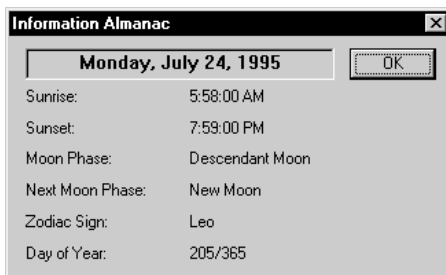 Information Almanac
Monday, July 24, 1995
OK
Sunrise: 5:58:00 AM
Sunset: 7:59:00 PM
Moon Phase: Descendant Moon
Next Moon Phase: New Moon
Zodiac Sign: Leo
Day of Year: 205/365